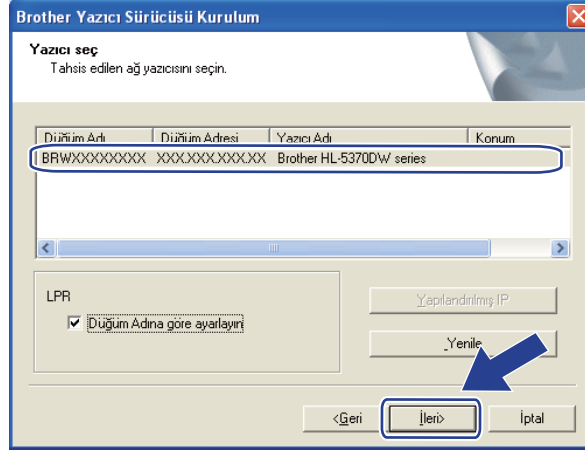 Brother Yazıcı Sürücüsü Kurulum
Yazıcı seç
Tahsis edilen ağ yazıcısını seçin.
Düğüm Adı Düğüm Adresi Yazıcı Adı Konum
BRWXXXXXXXX XXX.XXX.XXX.XX Brother HL-5370DW series
LPR
Düğüm Adına göre ayarlayın
Yapılandırılmış IP
Yenile
<Geri İleri> İptal